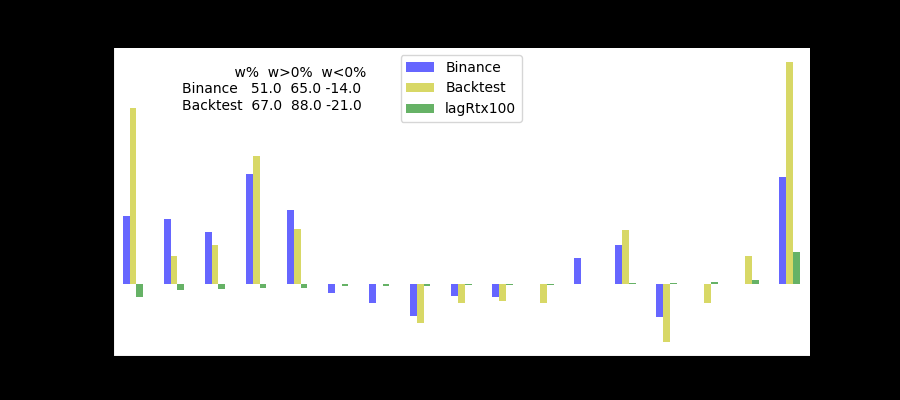 w% w>0% w<0%
Binance 51.0 65.0 -14.0
Backtest 67.0 88.0 -21.0
Binance
Backtest
lagRtx100